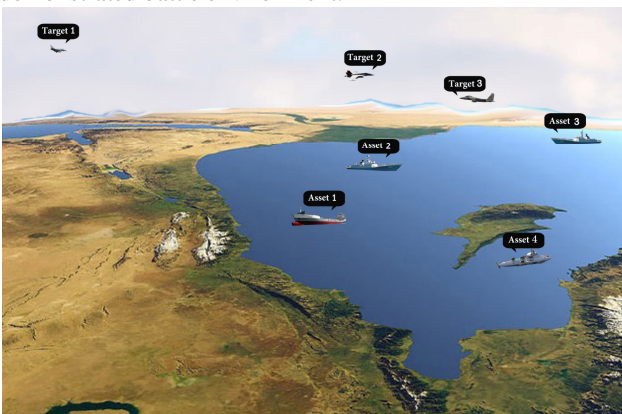 Target 1
Target 2
Target 3
Asset 3
Asset 2
Asset 1
Asset 4